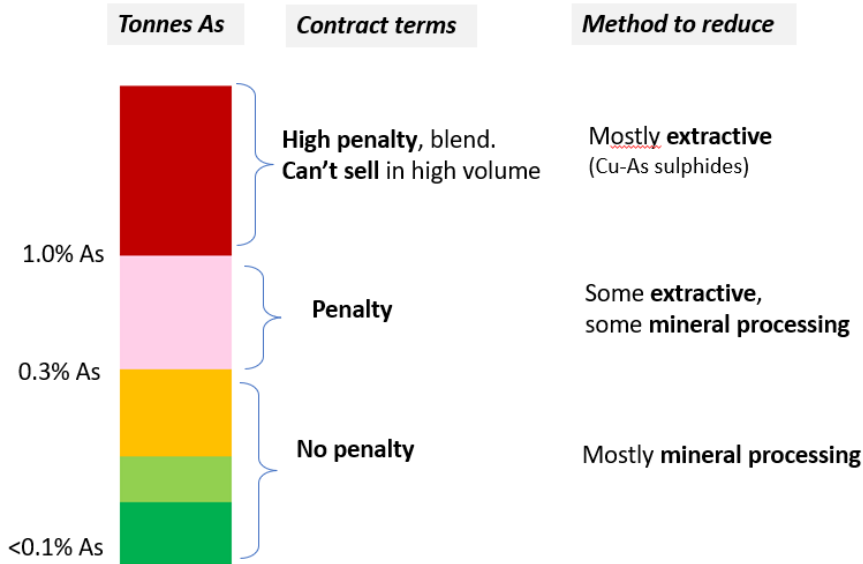 Tonnes As
Contract terms
Method to reduce
High penalty, blend.
Can't sell in high volume
Mostly extractive
(Cu-As sulphides)
1.0% As
Penalty
Some extractive,
some mineral processing
0.3% As
No penalty
Mostly mineral processing
<0.1% As